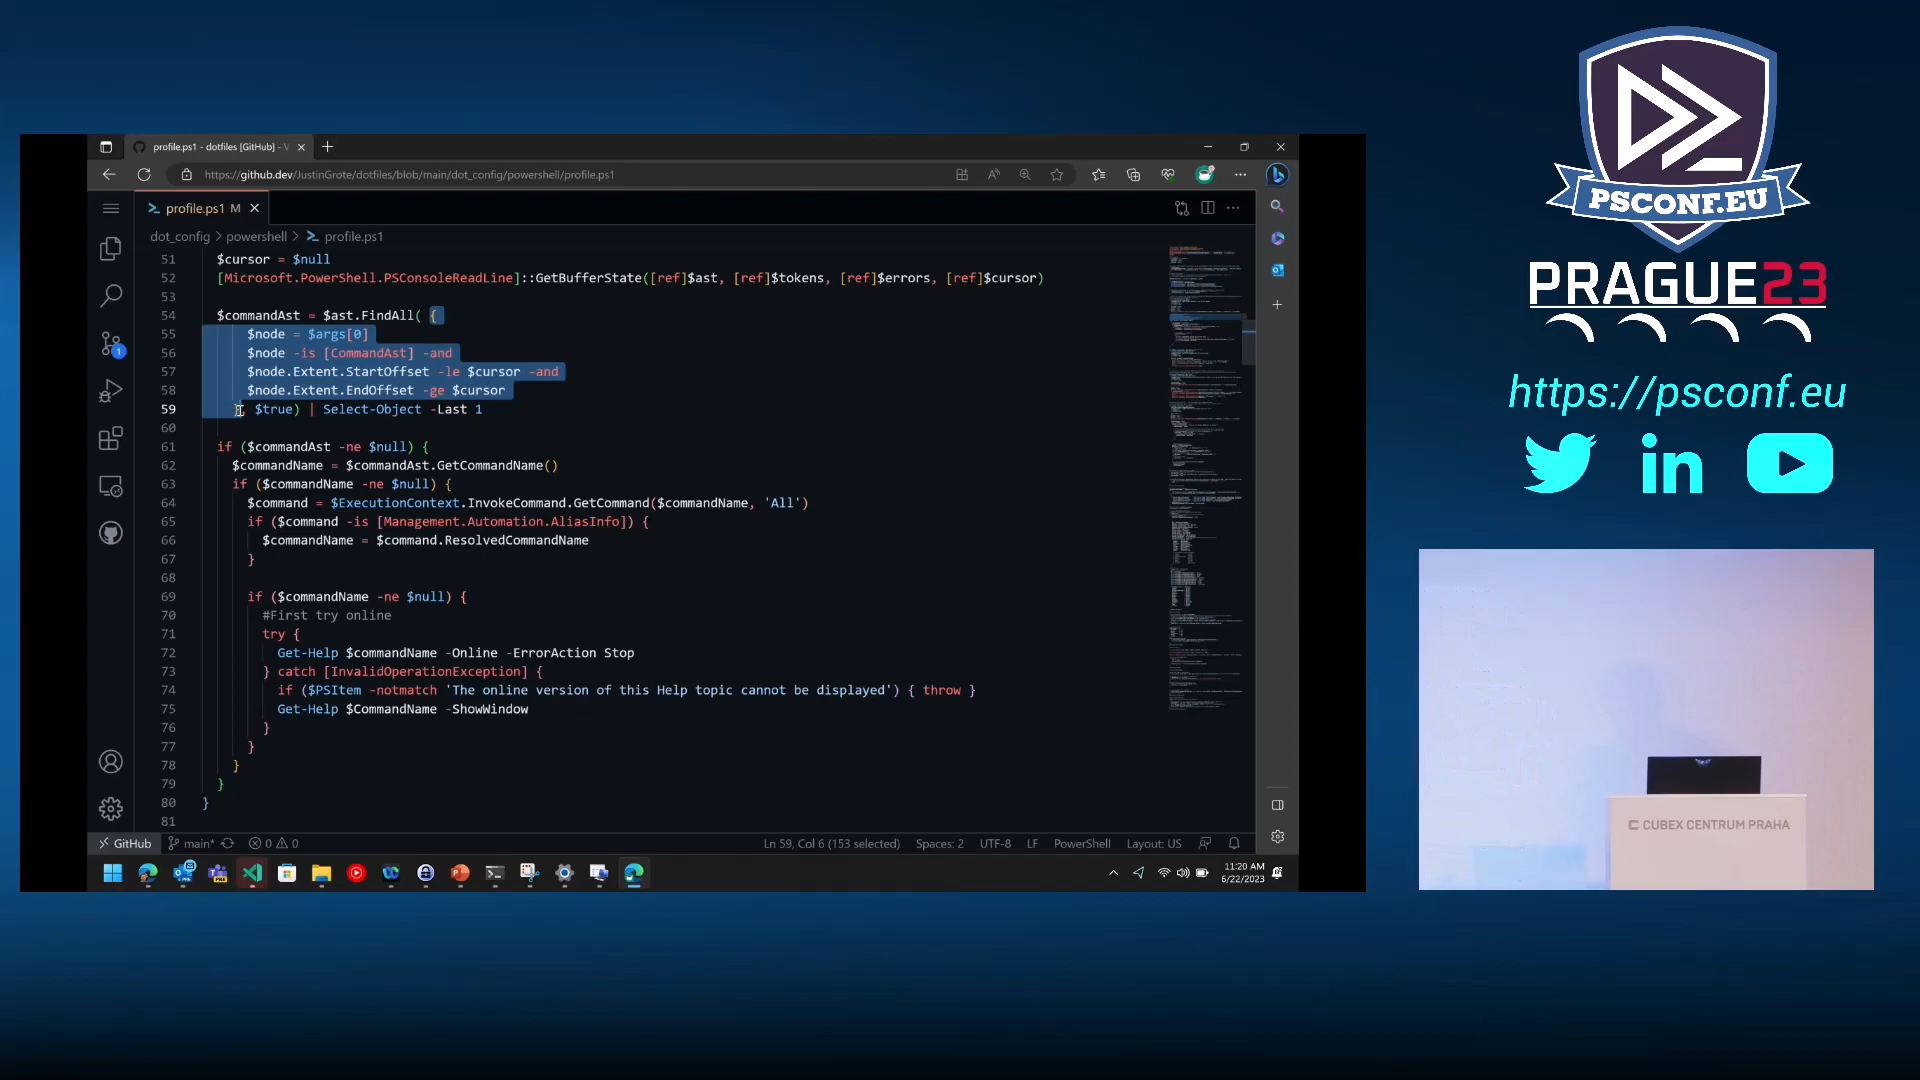 profile.ps1 - dotfiles [GitHub] - V
https://github.dev/JustinGrote/dotfiles/blob/main/dot_config/powershell/profile.ps1
profile.ps1 M
dot_config > powershell > profile.ps1
51 $cursor = $null
52 [Microsoft.PowerShell.PSConsoleReadLine]::GetBufferState([ref]$ast, [ref]$tokens, [ref]$errors, [ref]$cursor)
53
54 $commandAst = $ast.FindAll( {
55 $node = $args[0]
56 $node -is [CommandAst] -and
57 $node.Extent.StartOffset -le $cursor -and
58 $node.Extent.EndOffset -ge $cursor
59 }, $true) | Select-Object -Last 1
60
61 if ($commandAst -ne $null) {
62 $commandName = $commandAst.GetCommandName()
63 if ($commandName -ne $null) {
64 $command = $ExecutionContext.InvokeCommand.GetCommand($commandName, 'All')
65 if ($command -is [Management.Automation.AliasInfo]) {
66 $commandName = $command.ResolvedCommandName
67 }
68
69 if ($commandName -ne $null) {
70 #First try online
71 try {
72 Get-Help $commandName -Online -ErrorAction Stop
73 } catch [InvalidOperationException] {
74 if ($PSItem -notmatch 'The online version of this Help topic cannot be displayed') { throw }
75 Get-Help $CommandName -ShowWindow
76 }
77 }
78 }
79 }
80 }
81
GitHub main* 0 0 Ln 59, Col 6 (153 selected) Spaces: 2 UTF-8 LF PowerShell Layout: US
11:20 AM
6/22/2023
PSCONF.EU
PRAGUE23
https://psconf.eu
in
CUBEX CENTRUM PRAHA